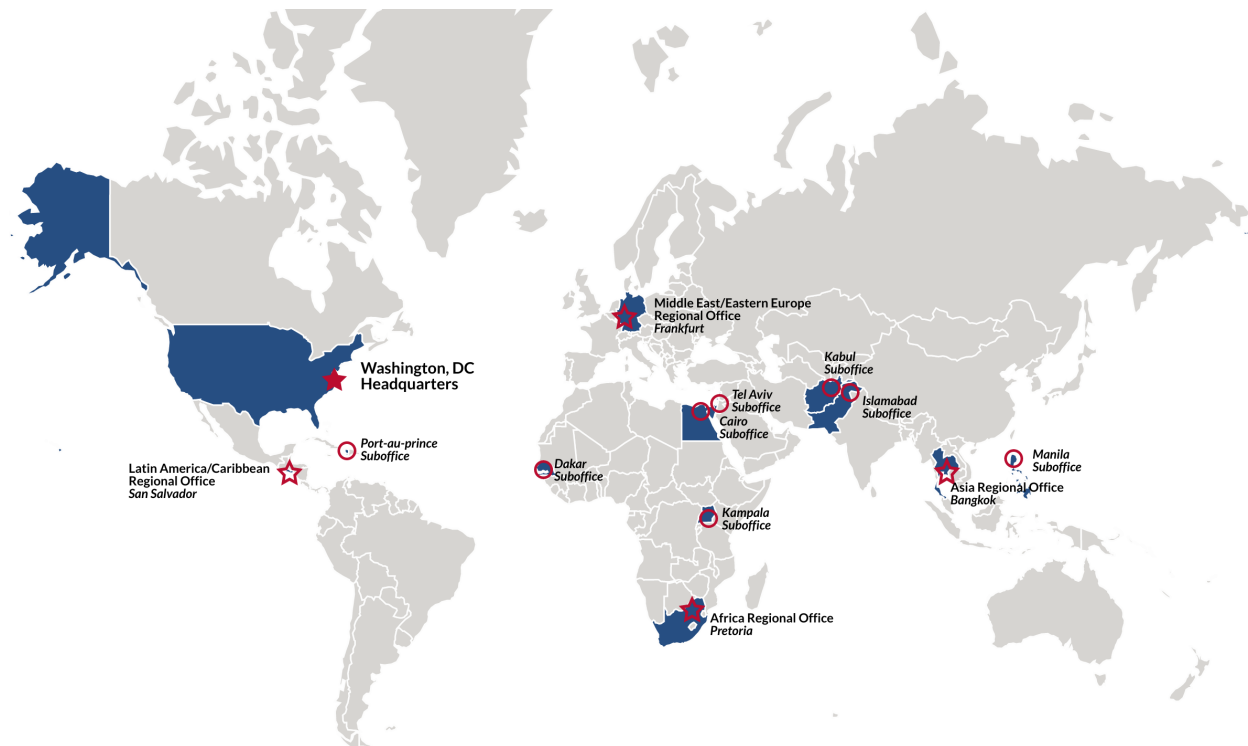 Middle East/Eastern Europe
Regional Office
Frankfurt
Washington, DC
Headquarters
Kabul
Suboffice
Islamabad
Suboffice
Tel Aviv
Suboffice
Cairo
Suboffice
Port-au-prince
Suboffice
Latin America/Caribbean
Regional Office
San Salvador
Dakar
Suboffice
Manila
Suboffice
Asia Regional Office
Bangkok
Kampala
Suboffice
Africa Regional Office
Pretoria